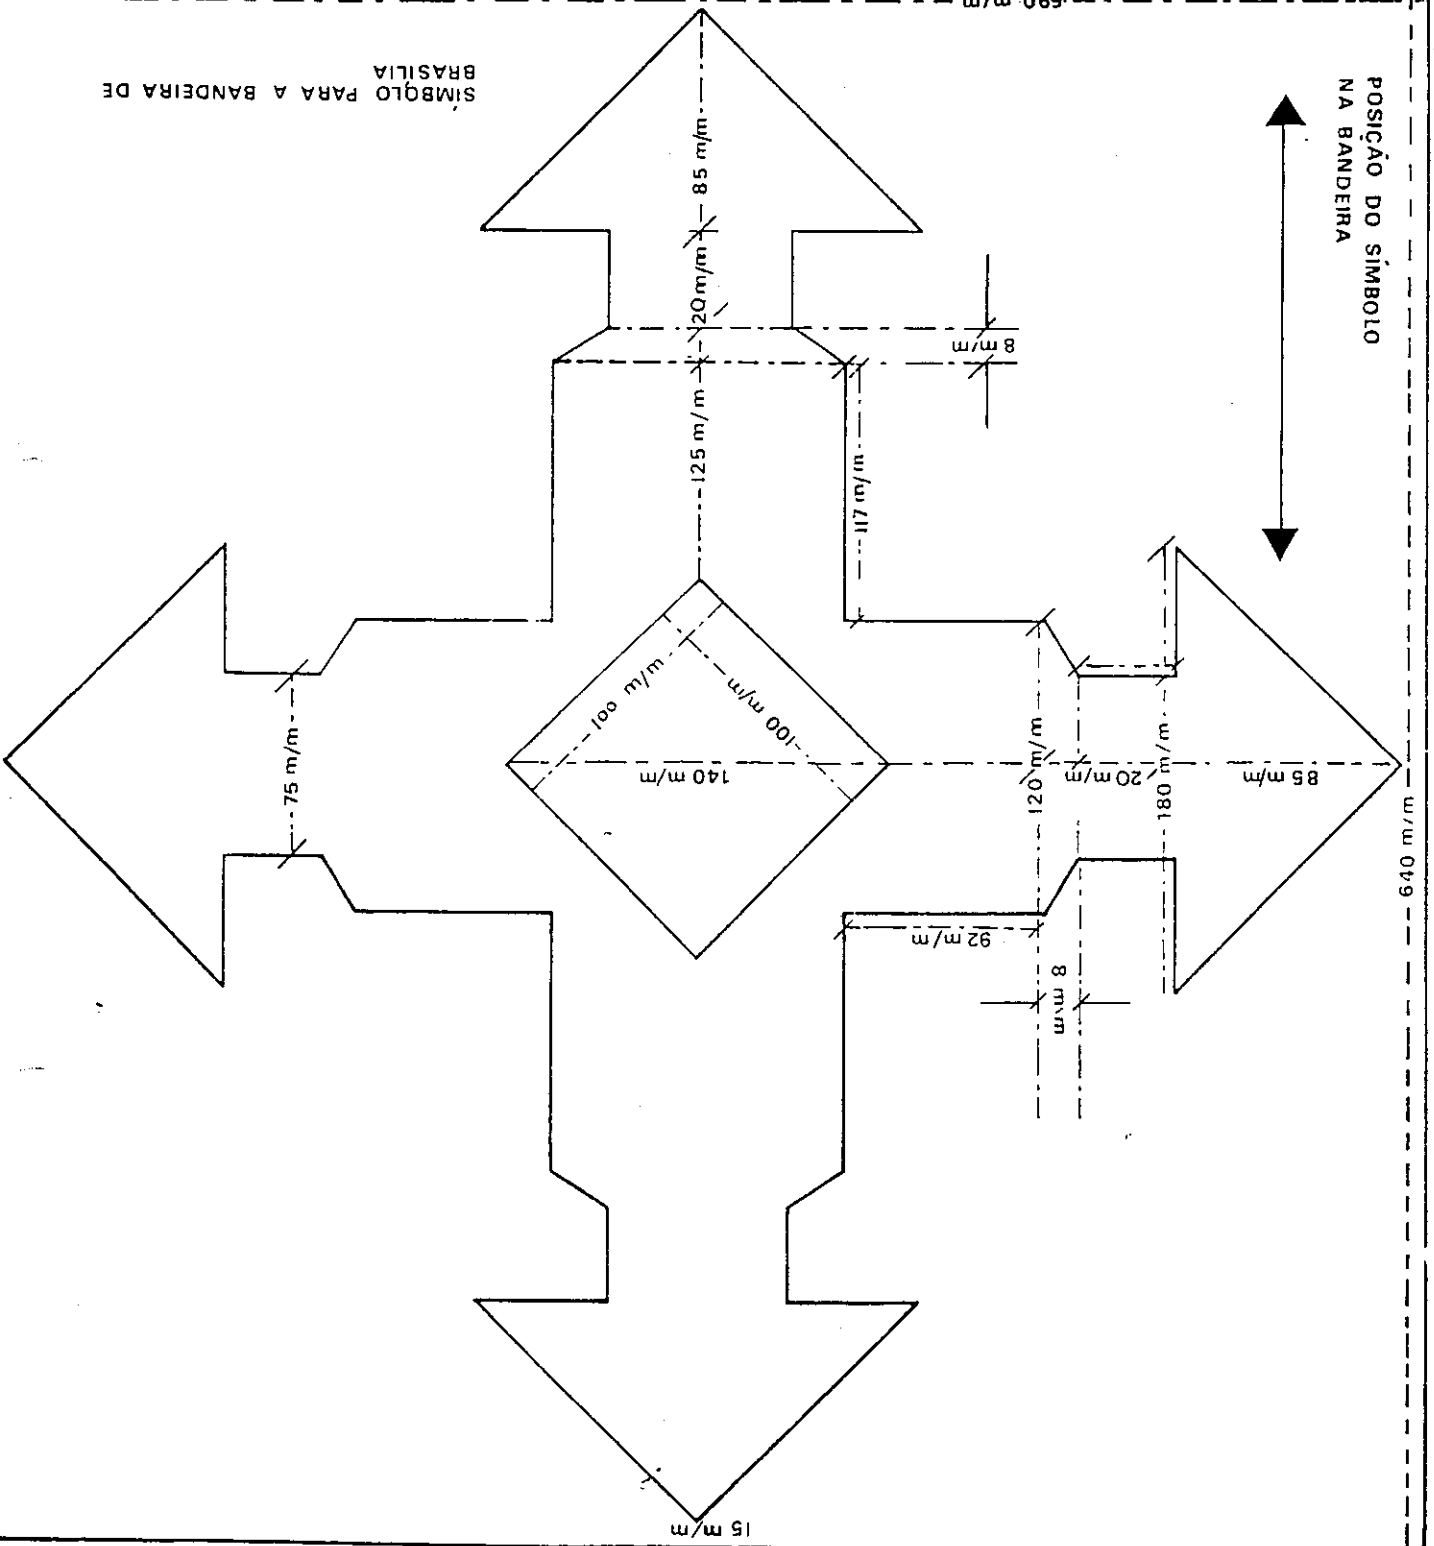 POSIÇÃO DO SÍMBOLO
NA BANDEIRA
SÍMBOLO PARA A BANDEIRA DE
BRASILIA
85 m/m
20 m/m
8 m/m
125 m/m
117 m/m
100 m/m
100 m/m
140 m/m
75 m/m
120 m/m
20 m/m
180 m/m
85 m/m
640 m/m
92 m/m
8 m\m
15 m/m